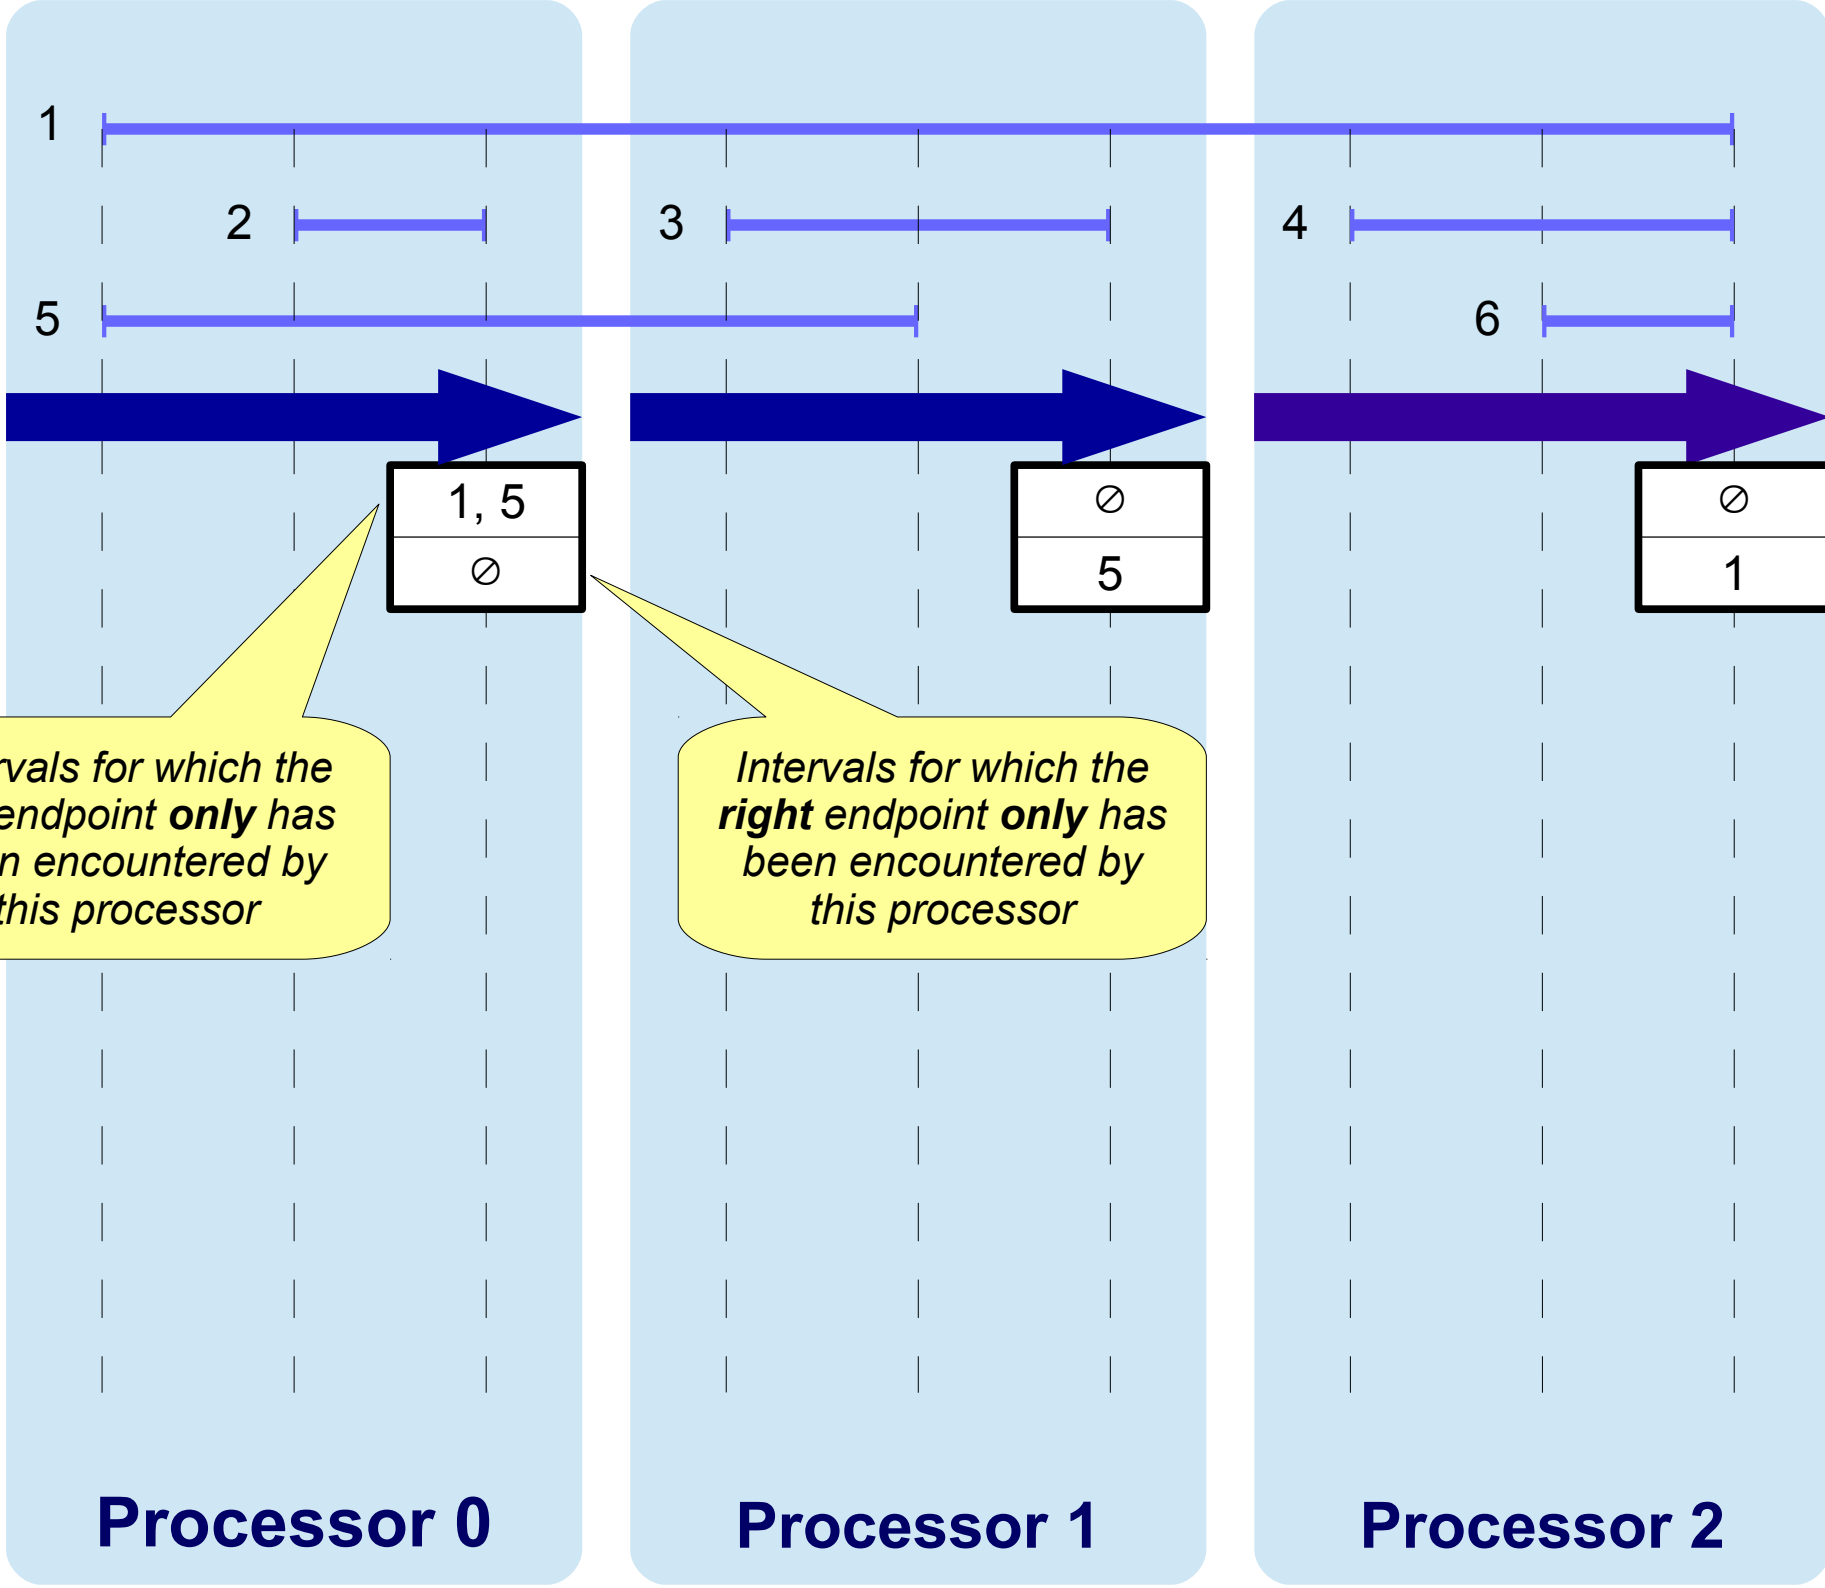 1
2
3
4
5
6
1, 5
∅
∅
5
∅
1
the
for which the
endpoint only has
encountered by
this processor
Intervals for which the
right endpoint only has
been encountered by
this processor
Processor 0
Processor 1
Processor 2